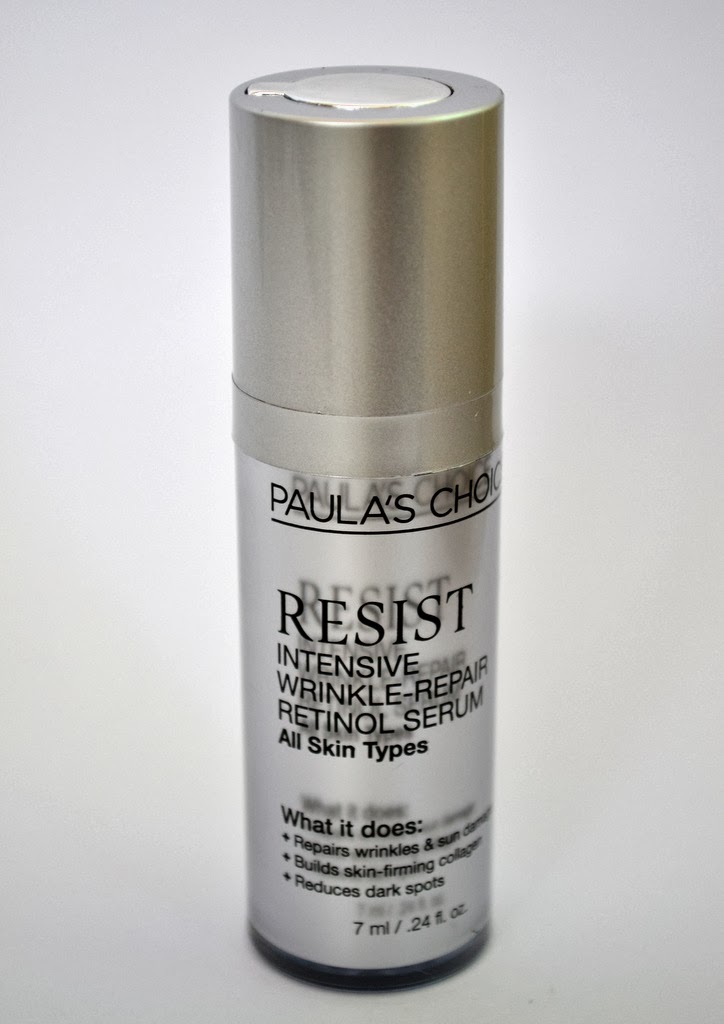 PAULA'S CHOIC
RESIST
INTENSIVE
WRINKLE-REPAIR
RETINOL SERUM
All Skin Types
What it does:
+ Repairs wrinkles & sun damage
+ Builds skin-firming collagen
+ Reduces dark spots
7 ml / .24 fl. oz.